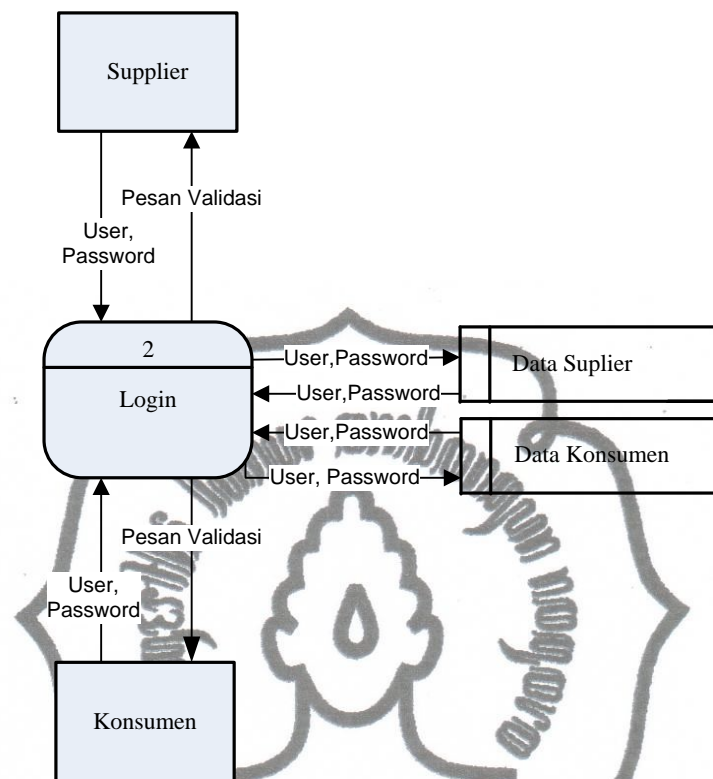 Supplier
Pesan Validasi
User,
Password
2
Login
User,Password
Data Suplier
User,Password
User,Password
Data Konsumen
User, Password
Pesan Validasi
User,
Password
Konsumen